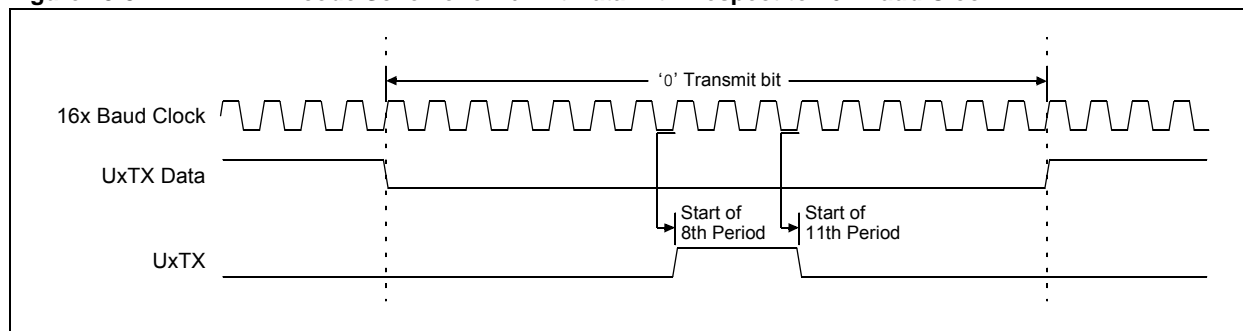 '0' Transmit bit
16x Baud Clock
UxTX Data
Start of
8th Period
Start of
11th Period
UxTX